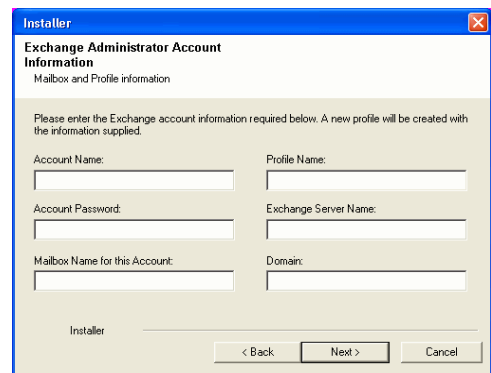 Installer
Exchange Administrator Account
Information
Mailbox and Profile information
Please enter the Exchange account information required below. A new profile will be created with
the information supplied.
Account Name:
Profile Name:
Account Password:
Exchange Server Name:
Mailbox Name for this Account:
Domain:
Installer
< Back
Next >
Cancel